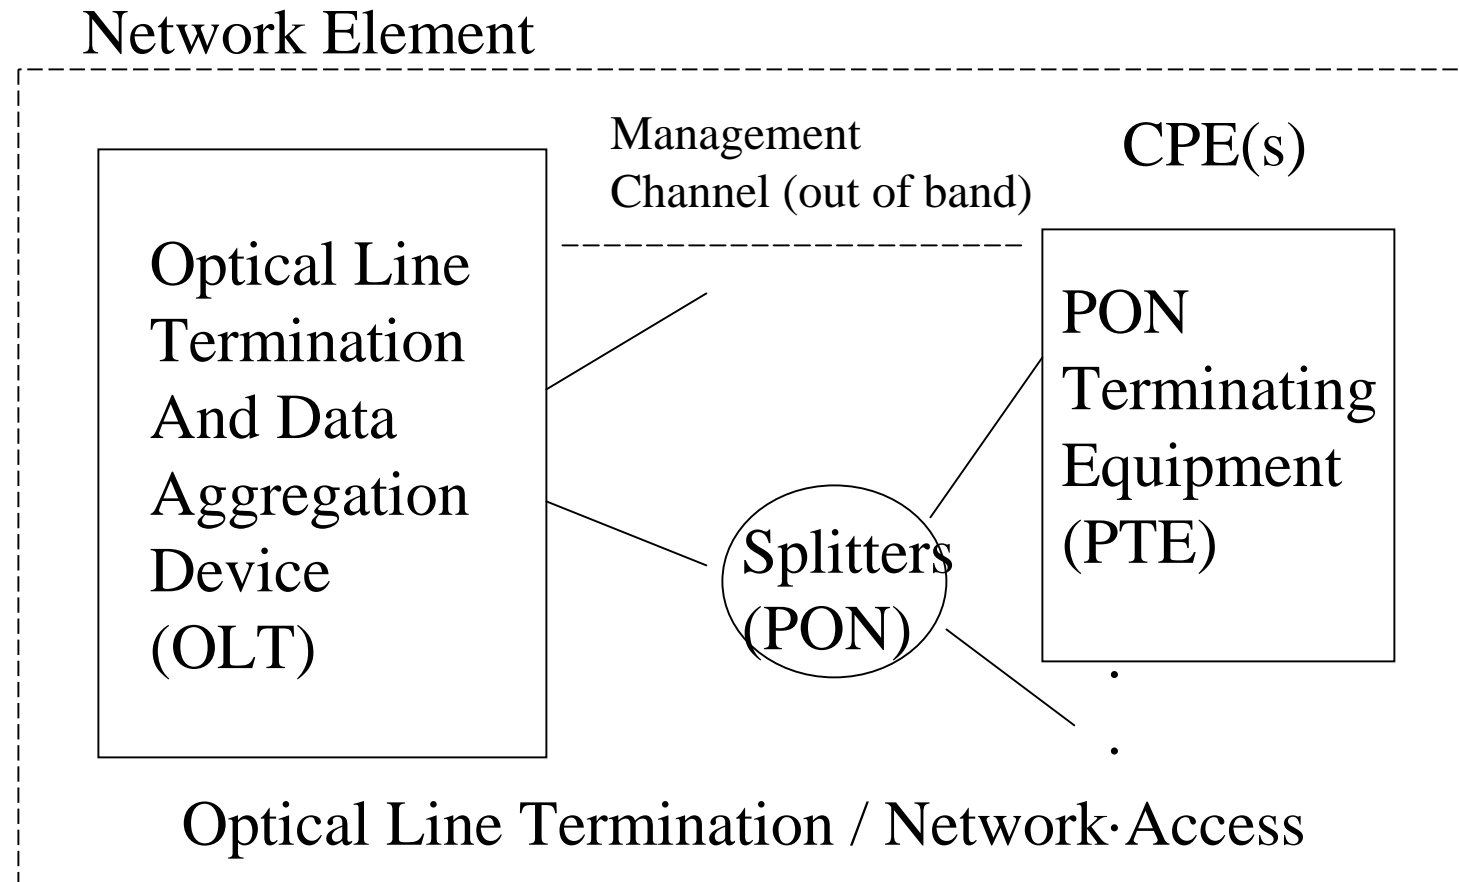 Network Element
Management
Channel (out of band)
CPE(s)
Optical Line
Termination
And Data
Aggregation
Device
(OLT)
PON
Terminating
Equipment
(PTE)
Splitters
(PON)
Optical Line Termination / Network Access